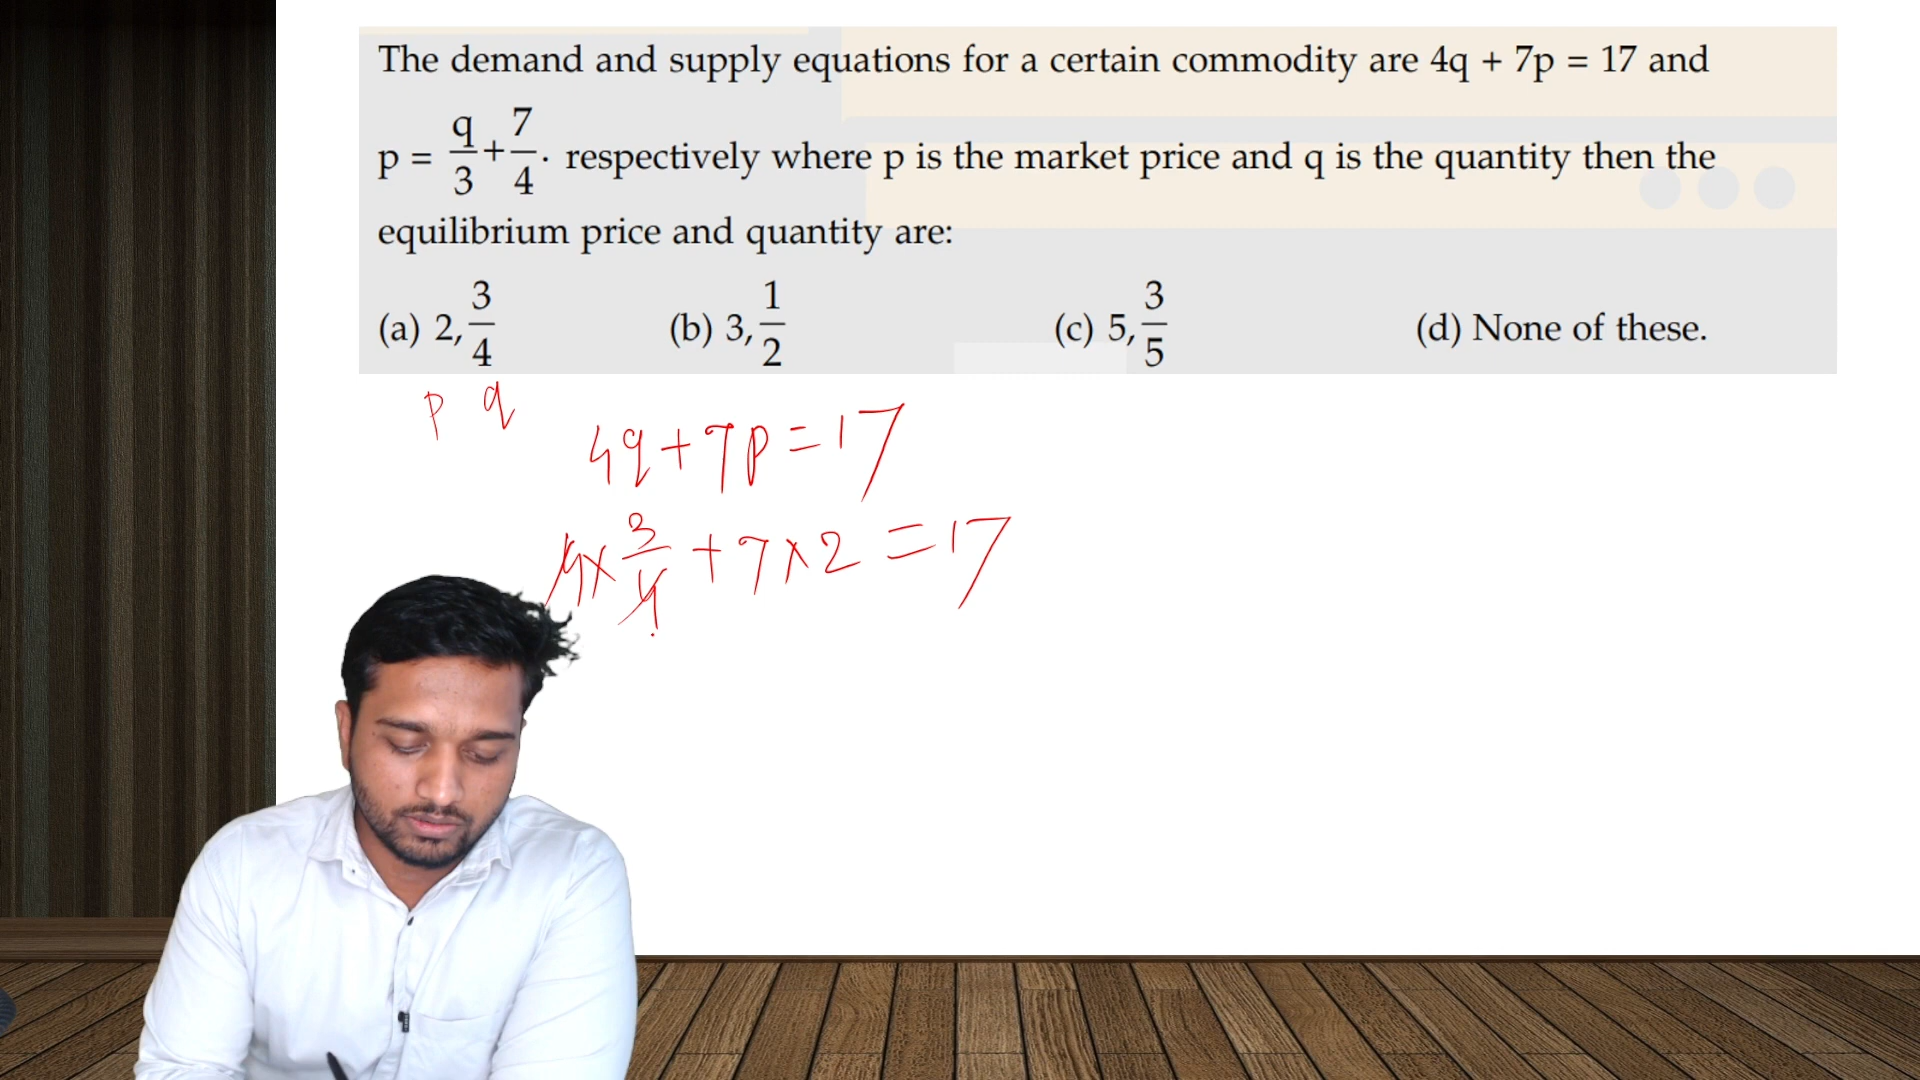 The demand and supply equations for a certain commodity are 4q + 7p = 17 and
p = q/3 + 7/4. respectively where p is the market price and q is the quantity then the
equilibrium price and quantity are:
(a) 2, 3/4 (b) 3, 1/2 (c) 5, 3/5 (d) None of these.
p q
4q + 7p = 17
4 × 3/4 + 7 × 2 = 17